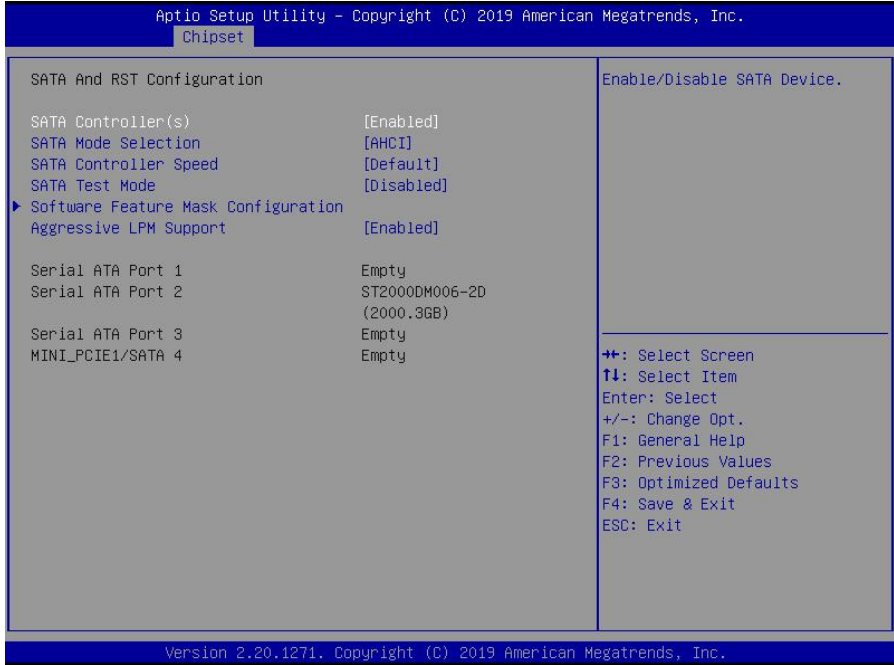 Aptio Setup Utility – Copyright (C) 2019 American Megatrends, Inc.
Chipset
SATA And RST Configuration
SATA Controller(s) [Enabled]
SATA Mode Selection [AHCI]
SATA Controller Speed [Default]
SATA Test Mode [Disabled]
▶ Software Feature Mask Configuration
Aggressive LPM Support [Enabled]
Serial ATA Port 1 Empty
Serial ATA Port 2 ST2000DM006-2D
(2000.3GB)
Serial ATA Port 3 Empty
MINI_PCIE1/SATA 4 Empty
Enable/Disable SATA Device.
→←: Select Screen
↑↓: Select Item
Enter: Select
+/-: Change Opt.
F1: General Help
F2: Previous Values
F3: Optimized Defaults
F4: Save & Exit
ESC: Exit
Version 2.20.1271. Copyright (C) 2019 American Megatrends, Inc.